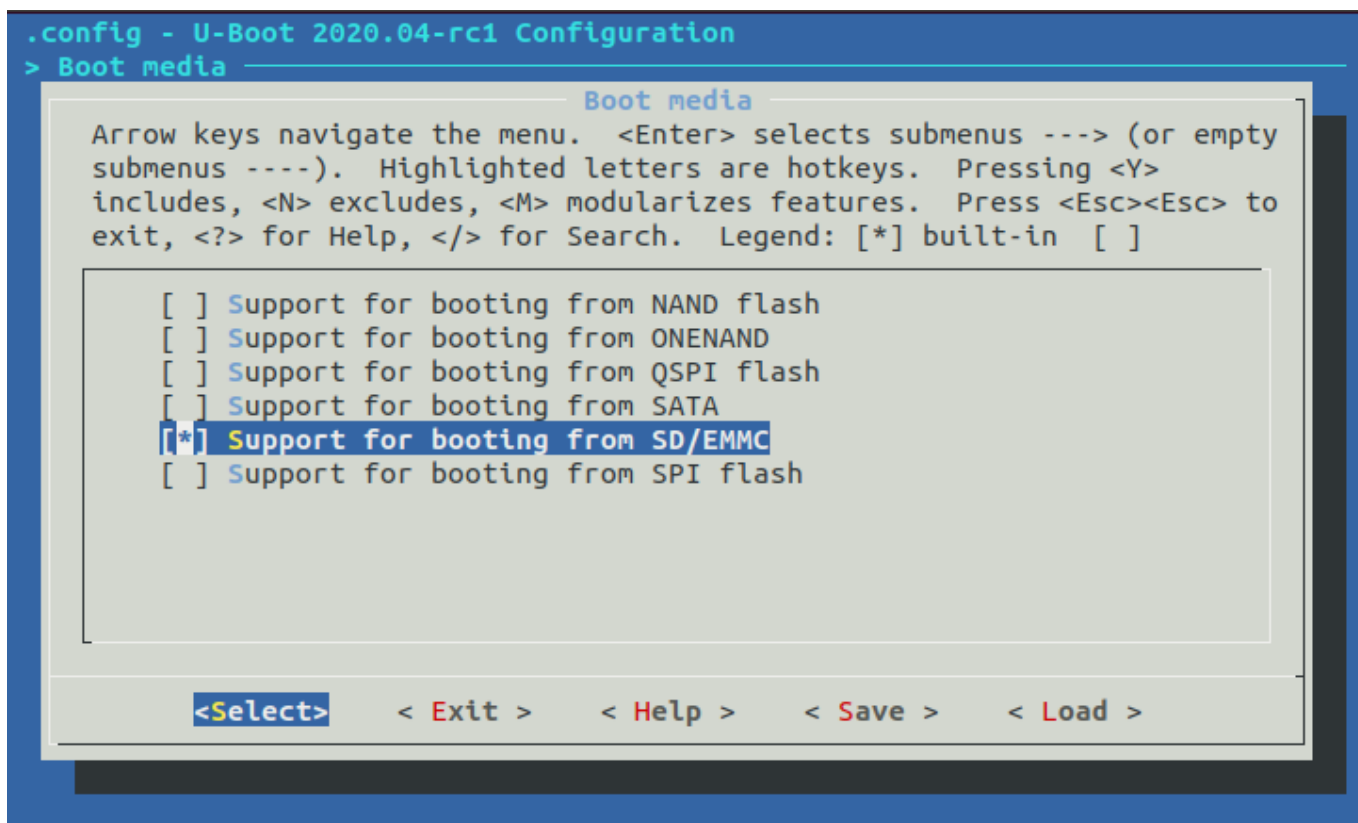 .config - U-Boot 2020.04-rc1 Configuration
> Boot media
Boot media
Arrow keys navigate the menu.  <Enter> selects submenus ---> (or empty
submenus ----).  Highlighted letters are hotkeys.  Pressing <Y>
includes, <N> excludes, <M> modularizes features.  Press <Esc><Esc> to
exit, <?> for Help, </> for Search.  Legend: [*] built-in  [ ]
[ ] Support for booting from NAND flash
[ ] Support for booting from ONENAND
[ ] Support for booting from QSPI flash
[ ] Support for booting from SATA
[*] Support for booting from SD/EMMC
[ ] Support for booting from SPI flash
<Select>    < Exit >    < Help >    < Save >    < Load >